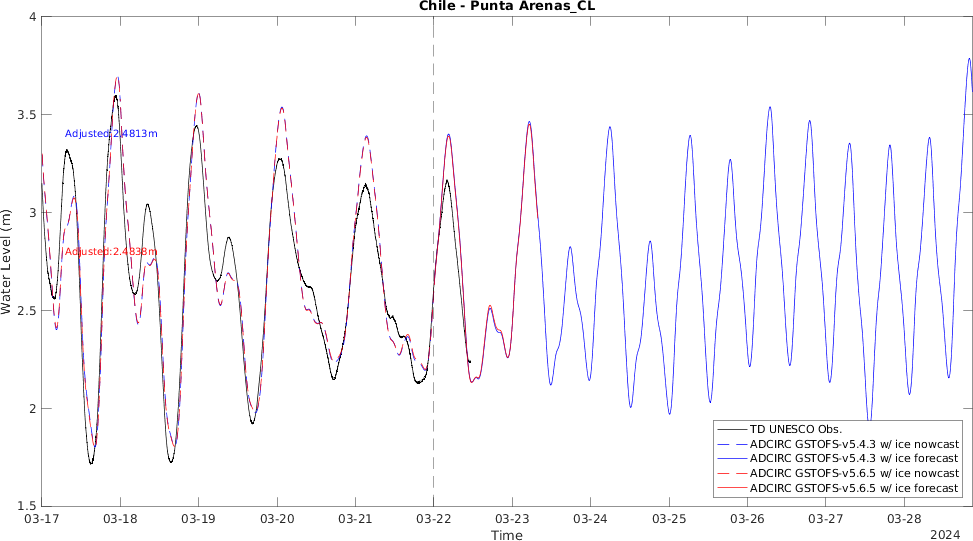 Chile - Punta Arenas_CL
4
3.5
3
2.5
2
1.5
Water Level (m)
Adjusted:2.4813m
Adjusted:2.4838m
TD UNESCO Obs.
ADCIRC GSTOFS-v5.4.3 w/ ice nowcast
ADCIRC GSTOFS-v5.4.3 w/ ice forecast
ADCIRC GSTOFS-v5.6.5 w/ ice nowcast
ADCIRC GSTOFS-v5.6.5 w/ ice forecast
03-17 03-18 03-19 03-20 03-21 03-22 03-23 03-24 03-25 03-26 03-27 03-28
Time
2024